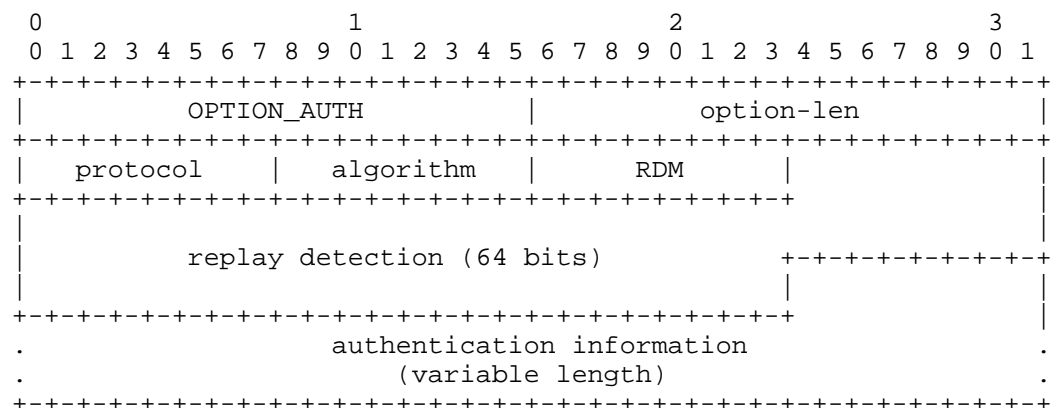 0                   1                   2                   3
 0 1 2 3 4 5 6 7 8 9 0 1 2 3 4 5 6 7 8 9 0 1 2 3 4 5 6 7 8 9 0 1
+-+-+-+-+-+-+-+-+-+-+-+-+-+-+-+-+-+-+-+-+-+-+-+-+-+-+-+-+-+-+-+-+
|          OPTION_AUTH          |          option-len           |
+-+-+-+-+-+-+-+-+-+-+-+-+-+-+-+-+-+-+-+-+-+-+-+-+-+-+-+-+-+-+-+-+
|   protocol    |   algorithm   |      RDM      |               |
+-+-+-+-+-+-+-+-+-+-+-+-+-+-+-+-+-+-+-+-+-+-+-+-+               |
|                                                               |
|          replay detection (64 bits)           +-+-+-+-+-+-+-+-+
|                                               |               |
+-+-+-+-+-+-+-+-+-+-+-+-+-+-+-+-+-+-+-+-+-+-+-+-+               |
.                   authentication information                  .
.                       (variable length)                       .
+-+-+-+-+-+-+-+-+-+-+-+-+-+-+-+-+-+-+-+-+-+-+-+-+-+-+-+-+-+-+-+-+